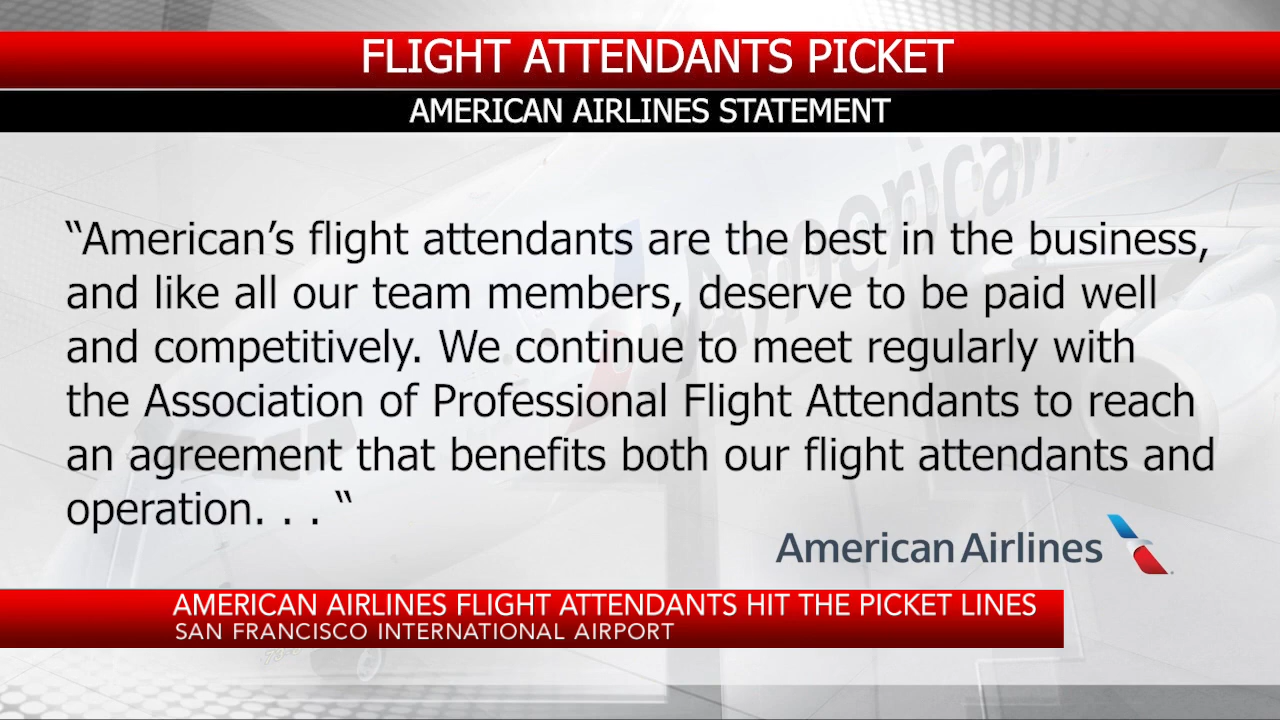 FLIGHT ATTENDANTS PICKET
AMERICAN AIRLINES STATEMENT
American
“American’s flight attendants are the best in the business,
and like all our team members, deserve to be paid well
and competitively. We continue to meet regularly with
the Association of Professional Flight Attendants to reach
an agreement that benefits both our flight attendants and
operation. . . “
American Airlines
AMERICAN AIRLINES FLIGHT ATTENDANTS HIT THE PICKET LINES
SAN FRANCISCO INTERNATIONAL AIRPORT